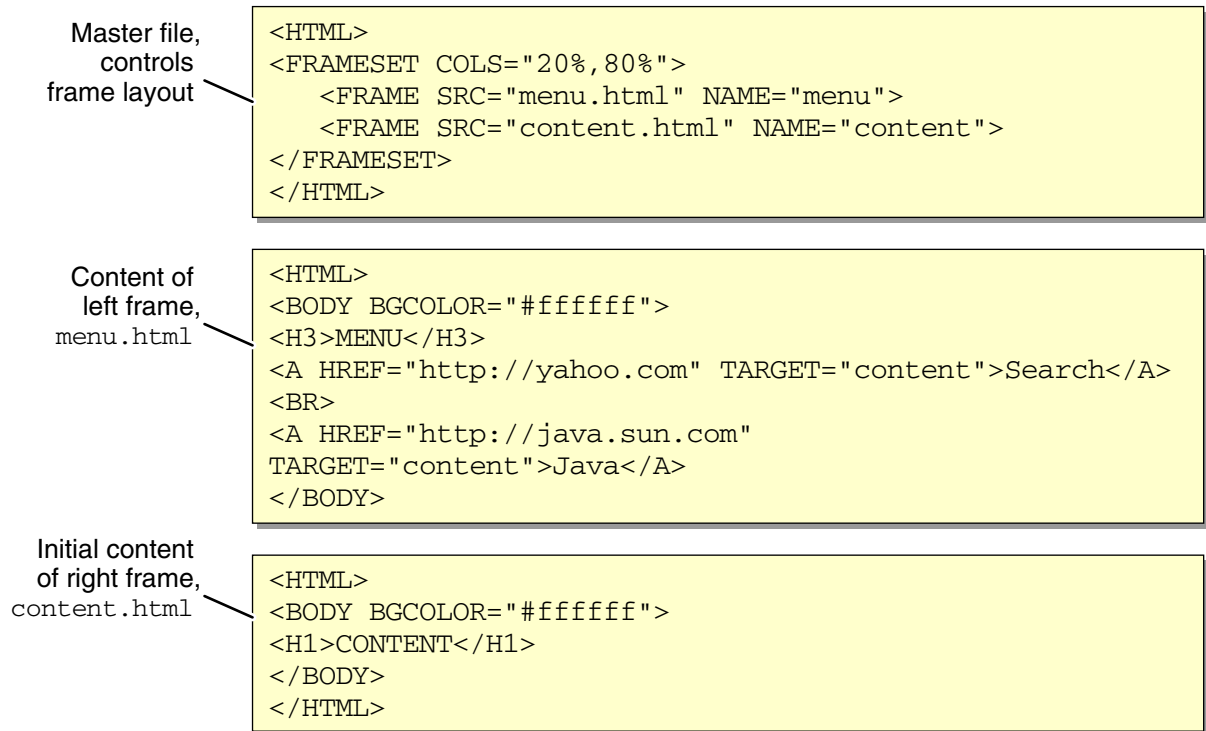 Master file,
controls
frame layout
<HTML>
<FRAMESET COLS="20%,80%">
   <FRAME SRC="menu.html" NAME="menu">
   <FRAME SRC="content.html" NAME="content">
</FRAMESET>
</HTML>
Content of
left frame,
menu.html
<HTML>
<BODY BGCOLOR="#ffffff">
<H3>MENU</H3>
<A HREF="http://yahoo.com" TARGET="content">Search</A>
<BR>
<A HREF="http://java.sun.com"
TARGET="content">Java</A>
</BODY>
Initial content
of right frame,
content.html
<HTML>
<BODY BGCOLOR="#ffffff">
<H1>CONTENT</H1>
</BODY>
</HTML>